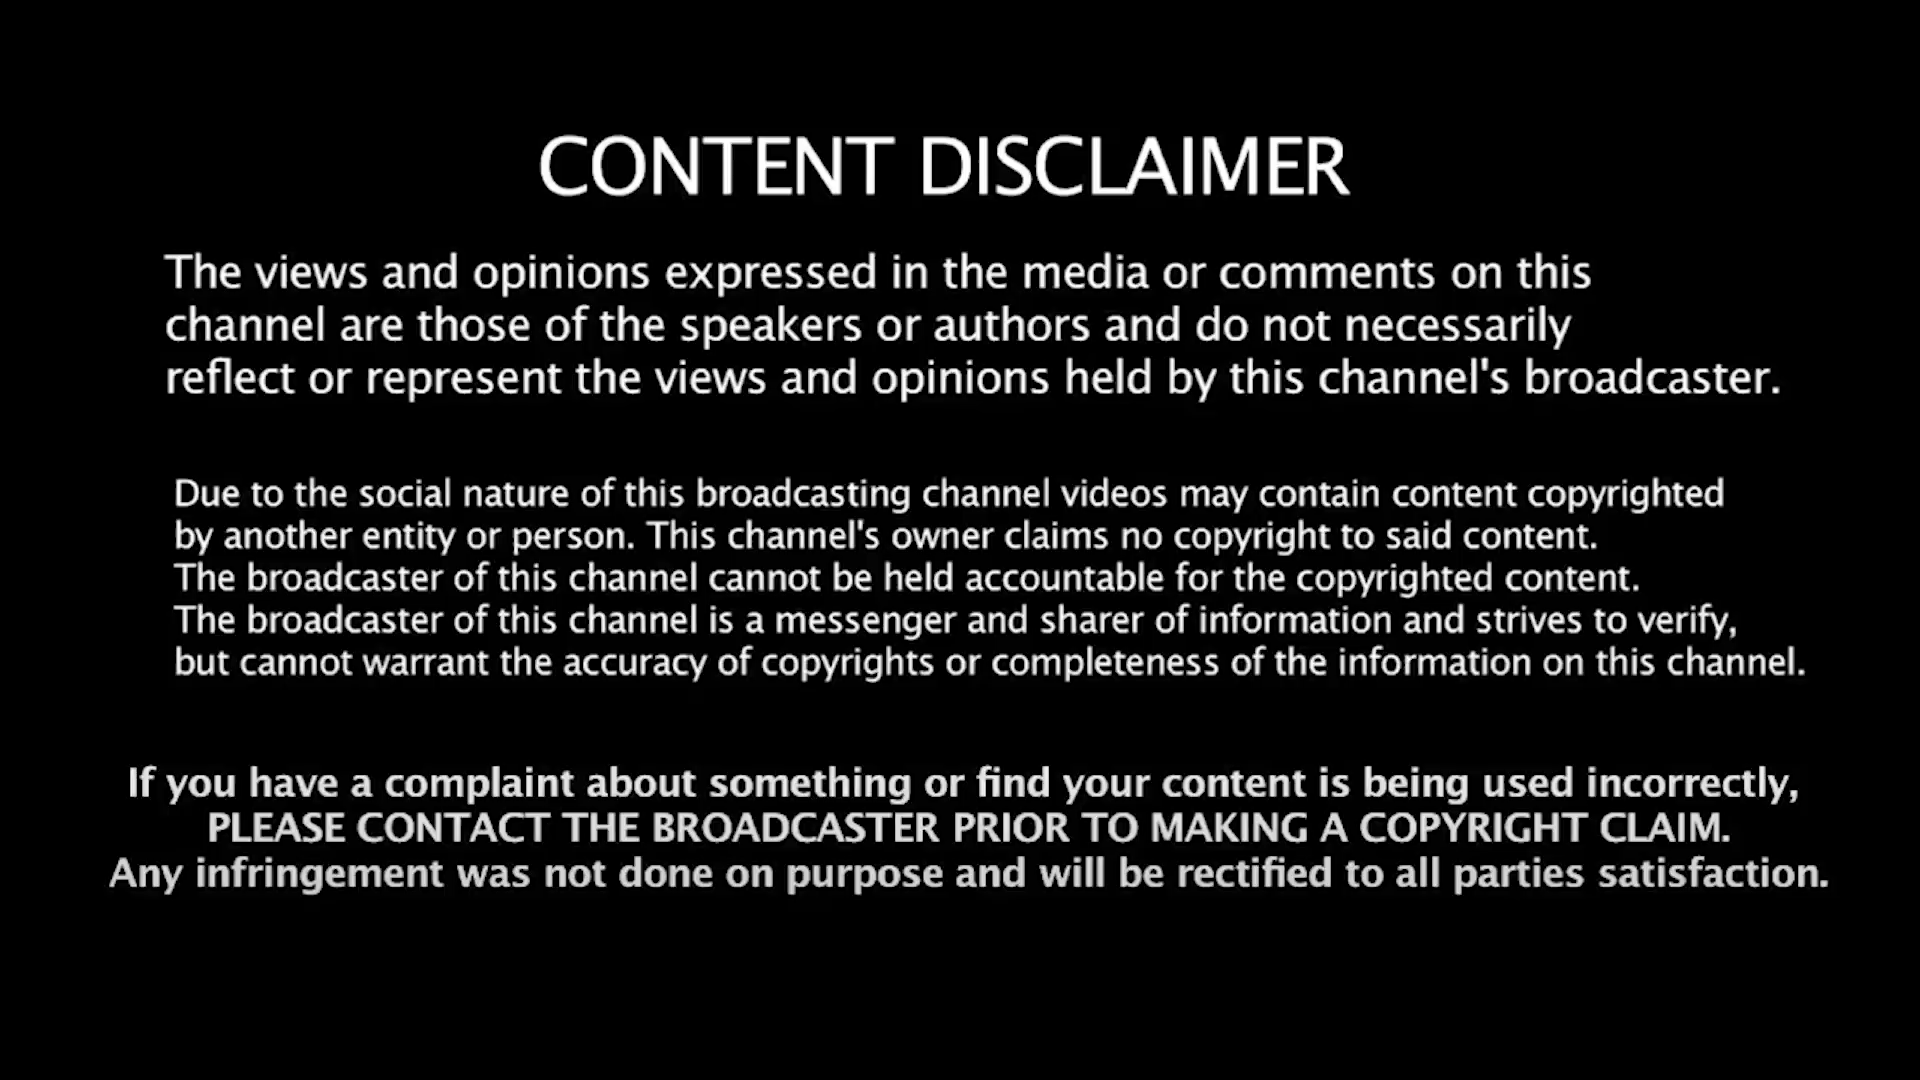 CONTENT DISCLAIMER
The views and opinions expressed in the media or comments on this
channel are those of the speakers or authors and do not necessarily
reflect or represent the views and opinions held by this channel's broadcaster.
Due to the social nature of this broadcasting channel videos may contain content copyrighted
by another entity or person. This channel's owner claims no copyright to said content.
The broadcaster of this channel cannot be held accountable for the copyrighted content.
The broadcaster of this channel is a messenger and sharer of information and strives to verify,
but cannot warrant the accuracy of copyrights or completeness of the information on this channel.
If you have a complaint about something or find your content is being used incorrectly,
PLEASE CONTACT THE BROADCASTER PRIOR TO MAKING A COPYRIGHT CLAIM.
Any infringement was not done on purpose and will be rectified to all parties satisfaction.